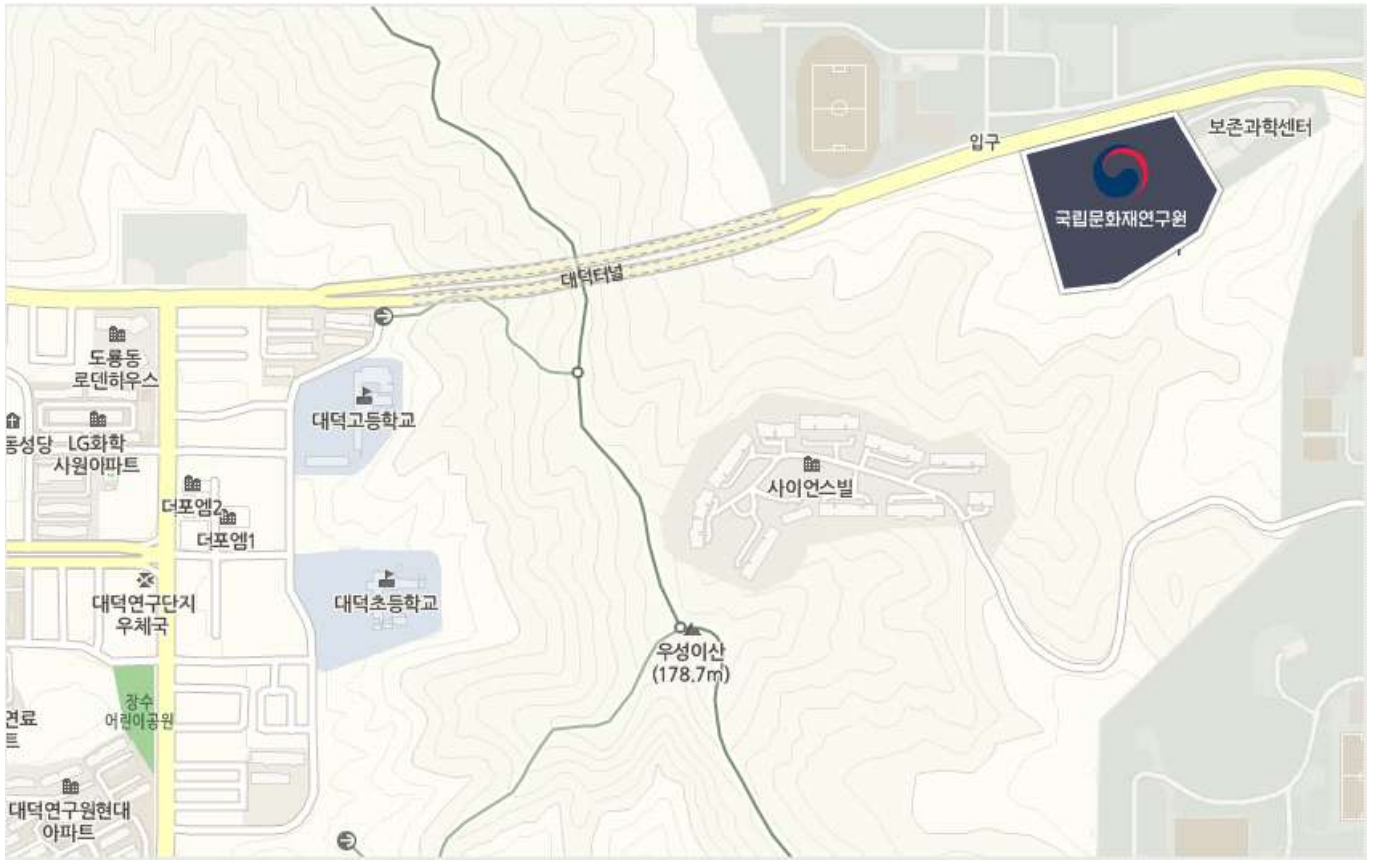 입구
보존과학센터
국립문화재연구원
대덕터널
도룡동
로덴하우스
대덕고등학교
동성당
LG화학
사원아파트
사이언스빌
더포엠2
더포엠1
대덕연구단지
우체국
대덕초등학교
우성이산
(178.7m)
장수
어린이공원
연료
트
대덕연구원현대
아파트